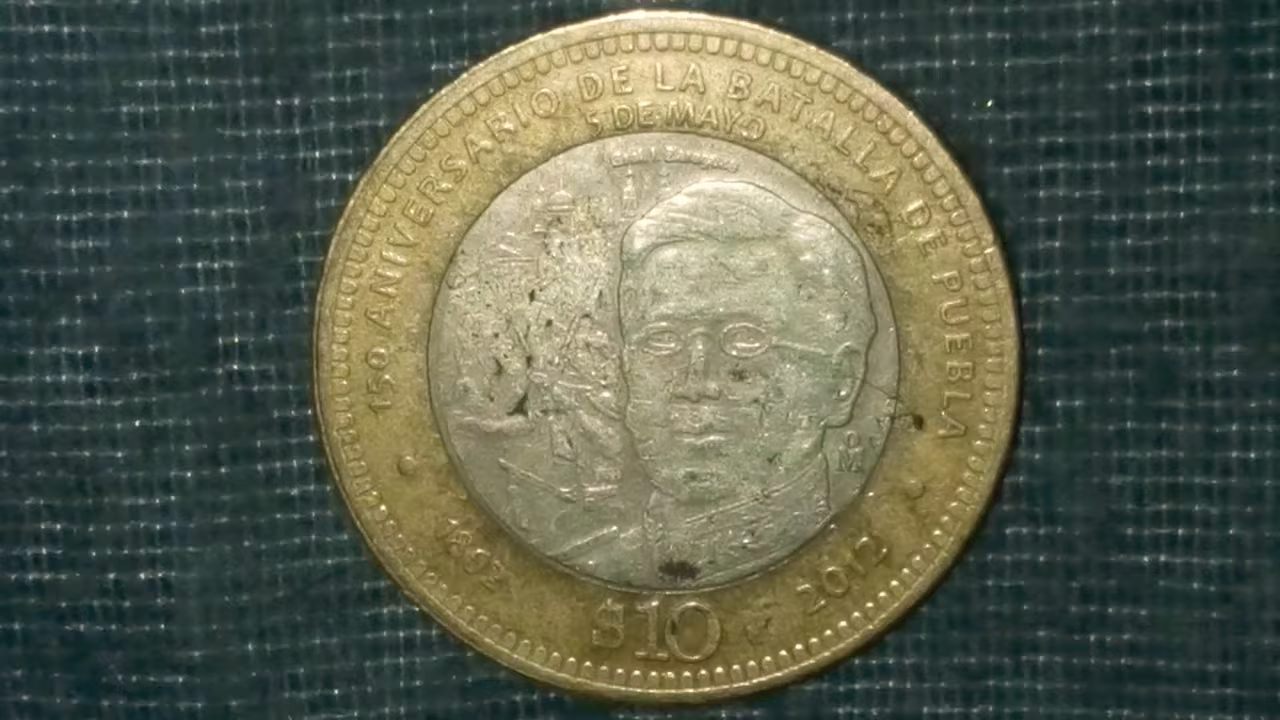 150 ANIVERSARIO DE LA BATALLA DE PUEBLA
5 DE MAYO
1862
2012
$10
O
M